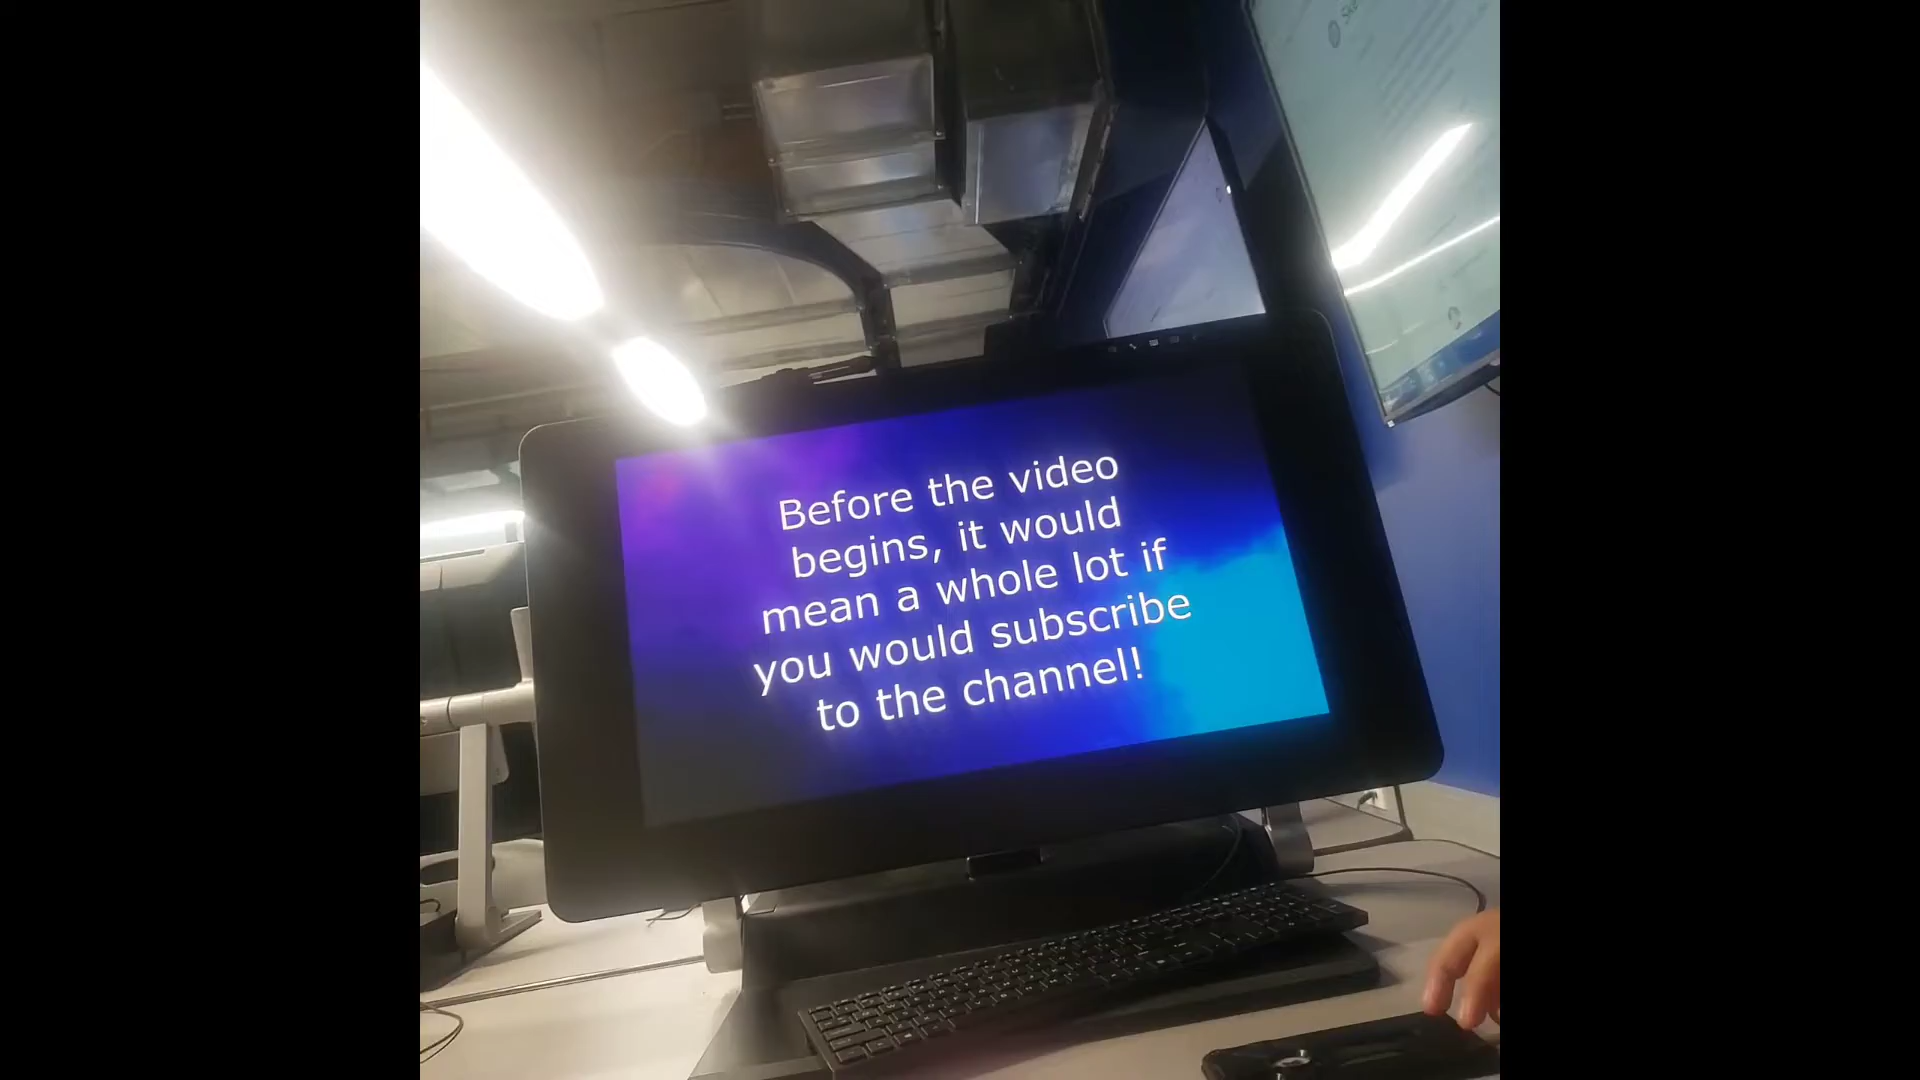 Before the video
begins, it would
mean a whole lot if
you would subscribe
to the channel!